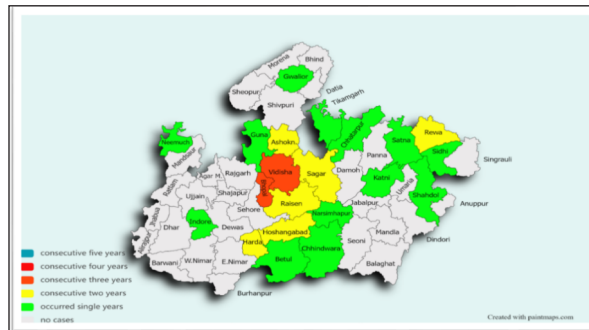 Morena
Bhind
Gwalior
Sheopur
Datia
Tikamgarh
Shivpuri
Chhatarpur
Neemuch
Guna
Ashokn
Satna
Rewa
Panna
Sidhi
Singrauli
Mandsaur
Agar H.
Rajgarh
Vidisha
Sagar
Damoh
Katni
Umaria
Shahdol
Anuppur
Ratlam
Ujjain
Shajapur
Raisen
Jabalpur
Sehore
Narsimhapur
Indore
Dewas
Dhar
Hoshangabad
Mandla
Dindori
Harda
Seoni
Barwani
W.Nimar
E.Nimar
Betul
Chhindwara
Balaghat
Burhanpur
consecutive five years
consecutive four years
consecutive three years
consecutive two years
occurred single years
no cases
Created with paintmaps.com